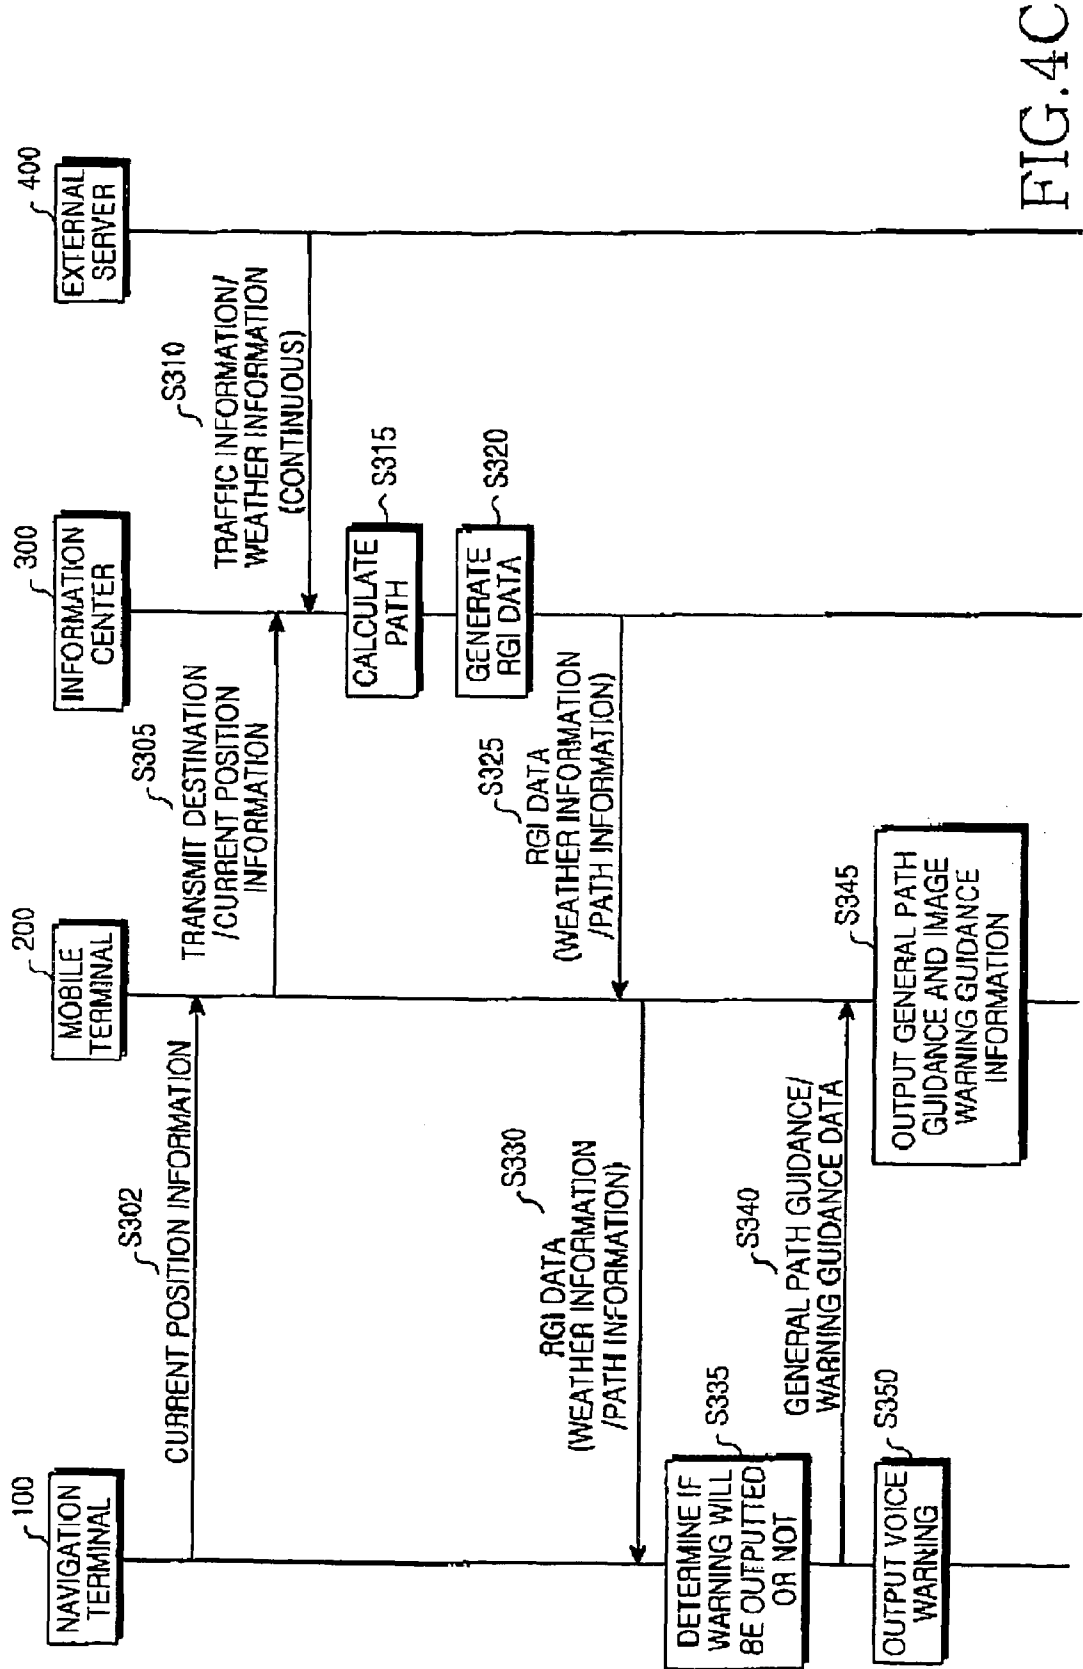 100
NAVIGATION
TERMINAL
200
MOBILE
TERMINAL
300
INFORMATION
CENTER
400
EXTERNAL
SERVER
S302
CURRENT POSITION INFORMATION
S305
TRANSMIT DESTINATION
/CURRENT POSITION
INFORMATION
S310
TRAFFIC INFORMATION/
WEATHER INFORMATION
(CONTINUOUS)
CALCULATE
PATH
S315
GENERATE
RGI DATA
S320
S325
RGI DATA
(WEATHER INFORMATION
/PATH INFORMATION)
S330
RGI DATA
(WEATHER INFORMATION
/PATH INFORMATION)
S335
DETERMINE IF
WARNING WILL
BE OUTPUTTED
OR NOT
S340
GENERAL PATH GUIDANCE/
WARNING GUIDANCE DATA
S345
OUTPUT GENERAL PATH
GUIDANCE AND IMAGE
WARNING GUIDANCE
INFORMATION
S350
OUTPUT VOICE
WARNING
FIG.4C